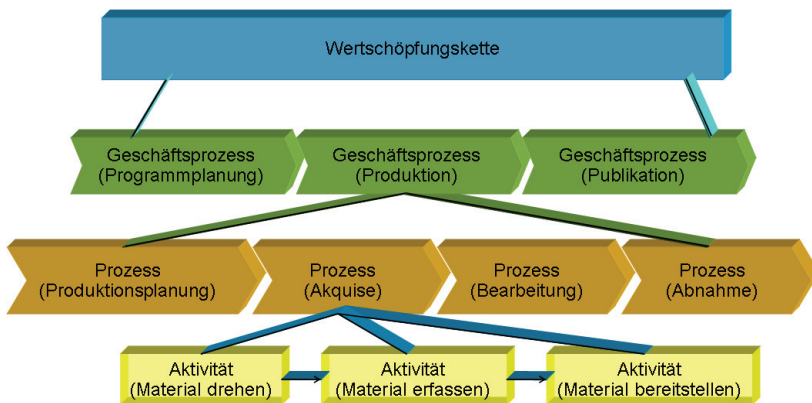 Wertschöpfungskette
Geschäftsprozess
(Programmplanung)
Geschäftsprozess
(Produktion)
Geschäftsprozess
(Publikation)
Prozess
(Produktionsplanung)
Prozess
(Akquise)
Prozess
(Bearbeitung)
Prozess
(Abnahme)
Aktivität
(Material drehen)
Aktivität
(Material erfassen)
Aktivität
(Material bereitstellen)